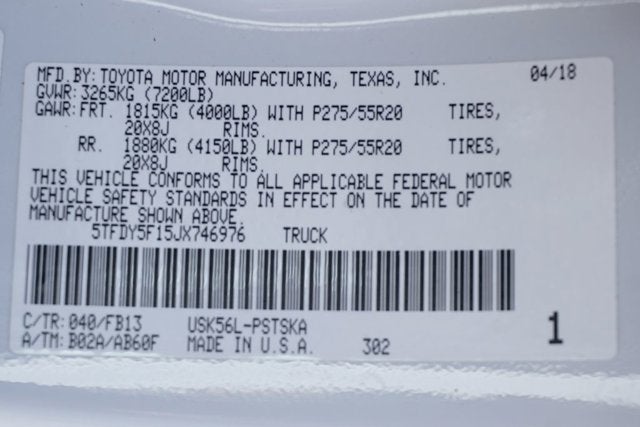 MFD.BY: TOYOTA MOTOR MANUFACTURING, TEXAS, INC. 04/18
GVWR: 3265KG (7200LB)
GAWR: FRT. 1815KG (4000LB) WITH P275/55R20 TIRES,
20X8J RIMS.
RR. 1880KG (4150LB) WITH P275/55R20 TIRES,
20X8J RIMS.
THIS VEHICLE CONFORMS TO ALL APPLICABLE FEDERAL MOTOR
VEHICLE SAFETY STANDARDS IN EFFECT ON THE DATE OF
MANUFACTURE SHOWN ABOVE.
5TFDY5F15JX746976 TRUCK
C/TR: 040/FB13 USK56L-PSTSKA 1
A/TM: B02A/AB60F MADE IN U.S.A. 302